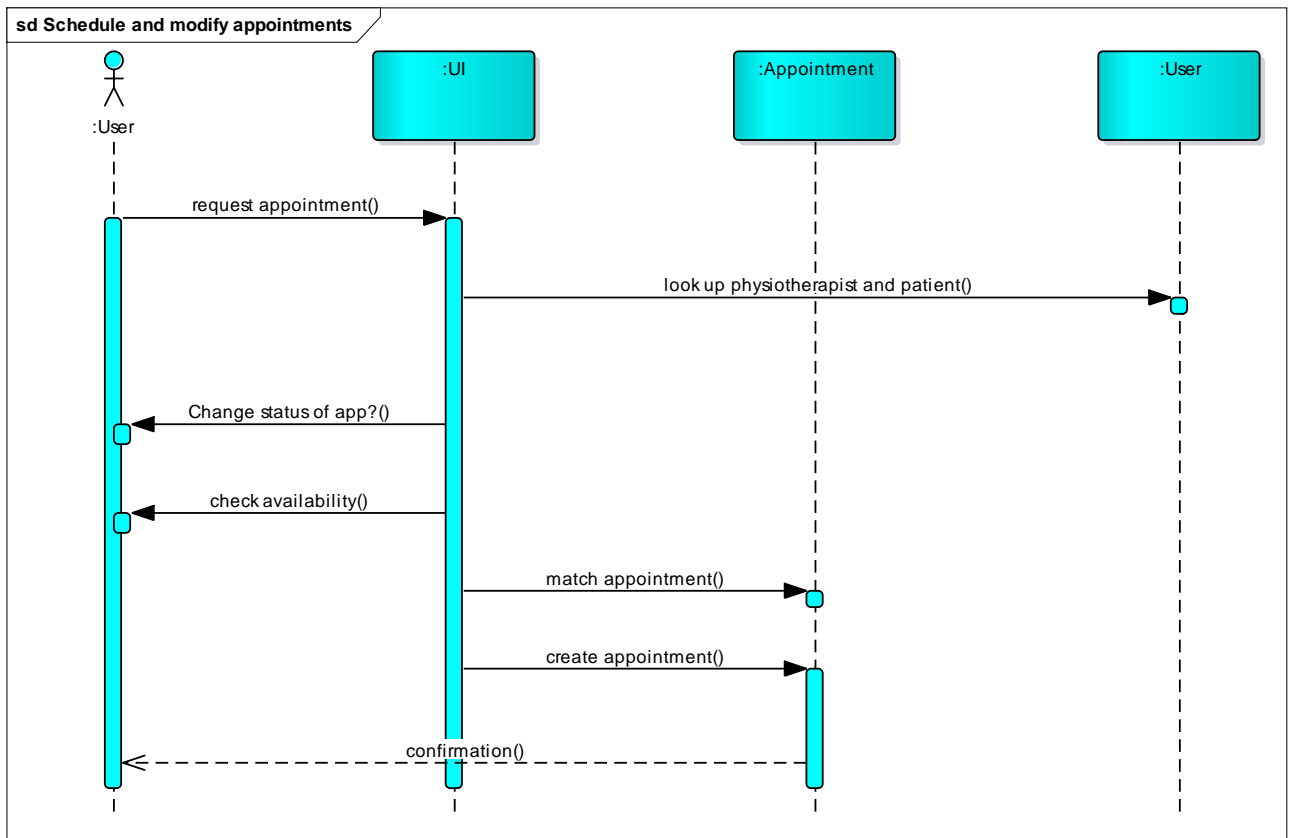 sd Schedule and modify appointments
:User
:UI
:Appointment
:User
request appointment()
look up physiotherapist and patient()
Change status of app?()
check availability()
match appointment()
create appointment()
confirmation()